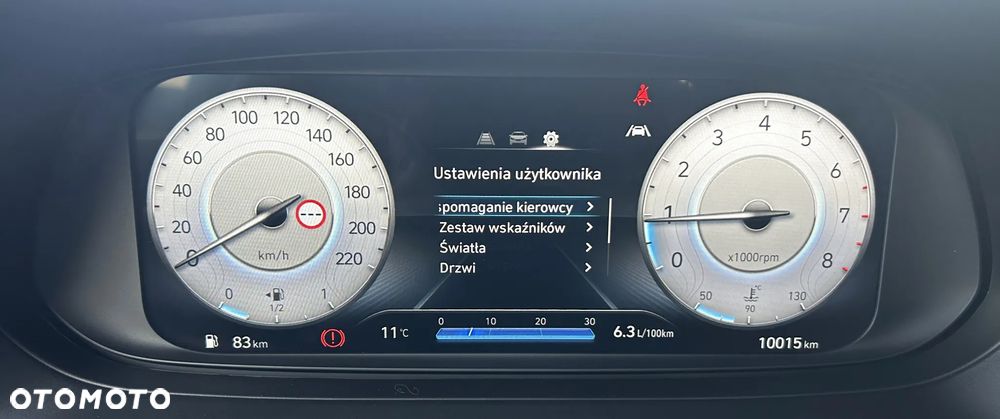 0 20 40 60 80 100 120 140 160 180 200 220
km/h
---
0 1/2 1
83 km
11 °C
Ustawienia użytkownika
spomaganie kierowcy
Zestaw wskaźników
Światła
Drzwi
0 10 20 30
6.3 L/100km
0 1 2 3 4 5 6 7 8
x1000rpm
°C
50 90 130
10015 km
OTOMOTO